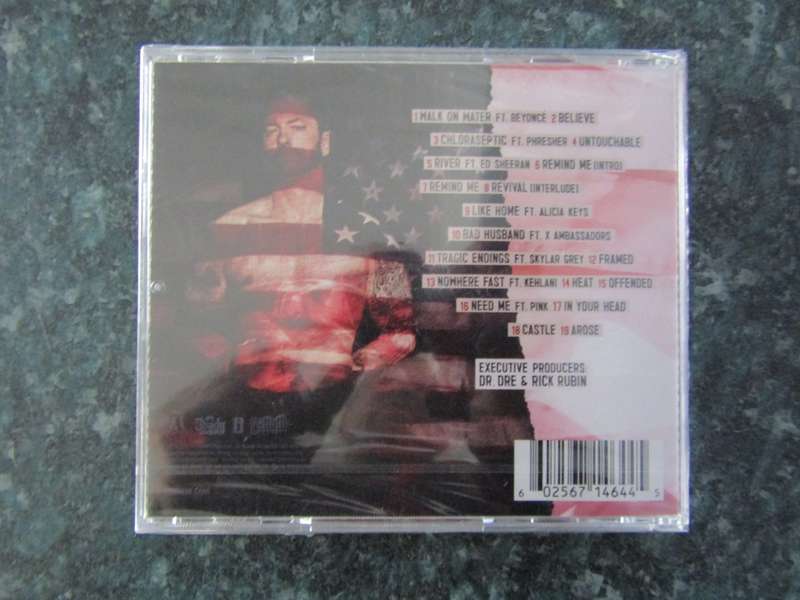 1 WALK ON WATER FT. BEYONCÉ 2 BELIEVE
3 CHLORASEPTIC FT. PHRESHER 4 UNTOUCHABLE
5 RIVER FT. ED SHEERAN 6 REMIND ME (INTRO)
7 REMIND ME 8 REVIVAL (INTERLUDE)
9 LIKE HOME FT. ALICIA KEYS
10 BAD HUSBAND FT. X AMBASSADORS
11 TRAGIC ENDINGS FT. SKYLAR GREY 12 FRAMED
13 NOWHERE FAST FT. KEHLANI 14 HEAT 15 OFFENDED
16 NEED ME FT. PINK 17 IN YOUR HEAD
18 CASTLE 19 AROSE
EXECUTIVE PRODUCERS:
DR. DRE & RICK RUBIN
6 02567 14644 5